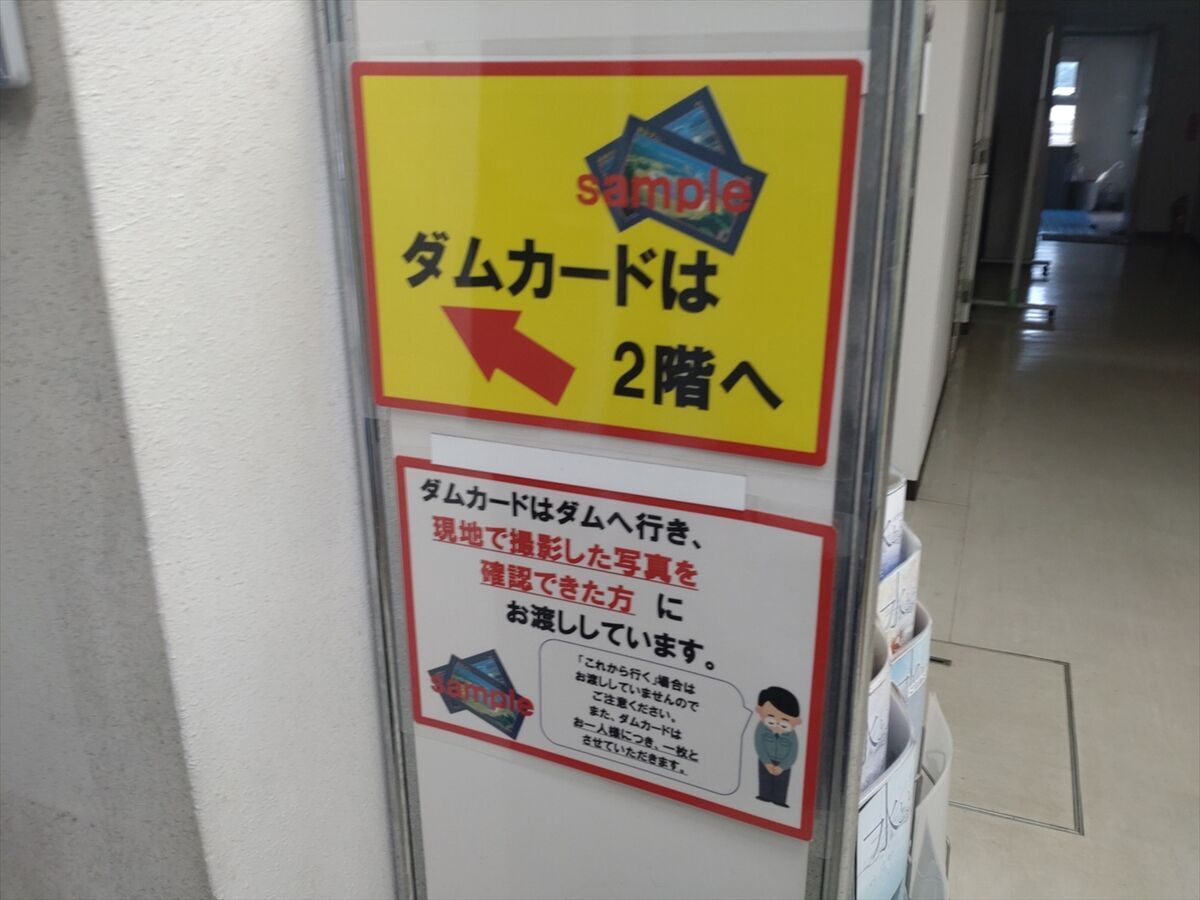 sample
ダムカードは
2階へ
ダムカードはダムへ行き、
現地で撮影した写真を
確認できた方 に
お渡ししています。
sample
「これから行く」場合は
お渡ししていませんので
ご注意ください。
また、ダムカードは
お一人様につき、一枚と
させていただきます。
水